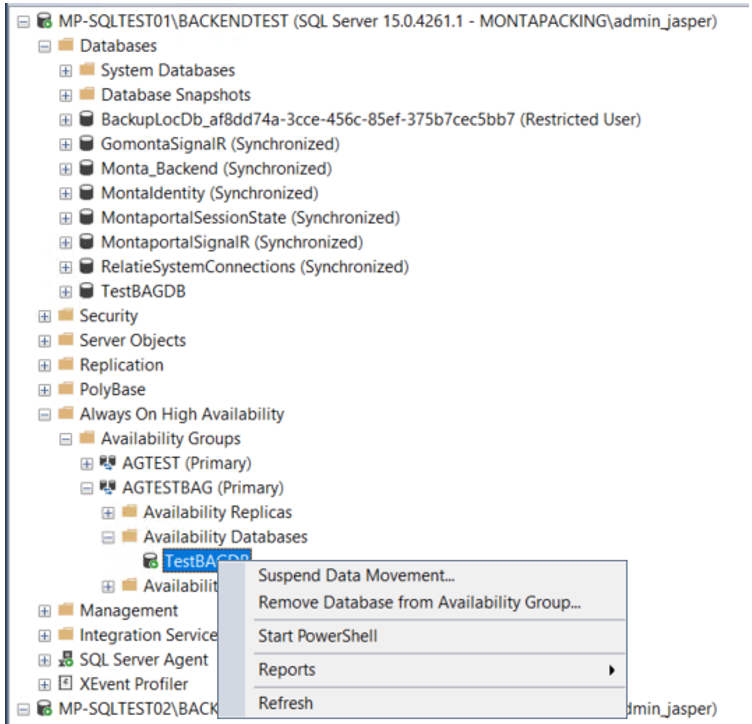 MP-SQLTEST01\BACKENDTEST (SQL Server 15.0.4261.1 - MONTAPACKING\admin_jasper)
Databases
System Databases
Database Snapshots
BackupLocDb_af8dd74a-3cce-456c-85ef-375b7cec5bb7 (Restricted User)
GomontaSignalR (Synchronized)
Monta_Backend (Synchronized)
MontaIdentity (Synchronized)
MontaportalSessionState (Synchronized)
MontaportalSignalR (Synchronized)
RelatieSystemConnections (Synchronized)
TestBAGDB
Security
Server Objects
Replication
PolyBase
Always On High Availability
Availability Groups
AGTEST (Primary)
AGTESTBAG (Primary)
Availability Replicas
Availability Databases
TestBAGDB
Suspend Data Movement...
Availabilit
Remove Database from Availability Group...
Management
Integration Service
Start PowerShell
SQL Server Agent
Reports
XEvent Profiler
Refresh
MP-SQLTEST02\BACK dmin_jasper)